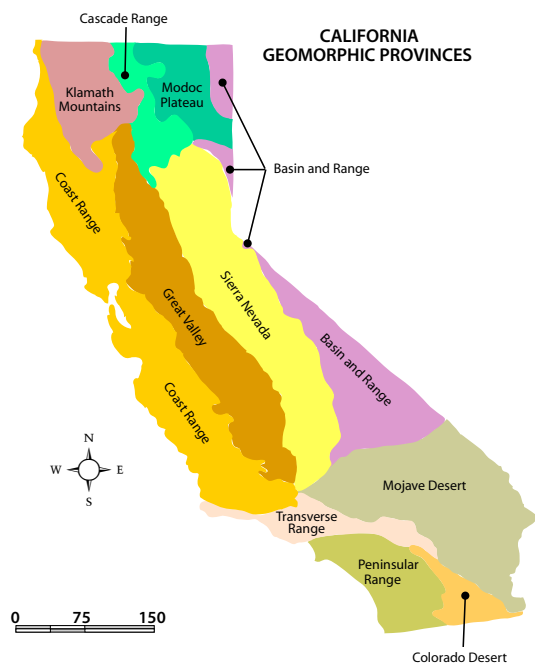 Cascade Range
CALIFORNIA
GEOMORPHIC PROVINCES
Klamath
Mountains
Modoc
Plateau
Basin and Range
Coast Range
Great Valley
Sierra Nevada
Basin and Range
Coast Range
N
W
E
S
Mojave Desert
Transverse
Range
Peninsular
Range
0 75 150
Colorado Desert